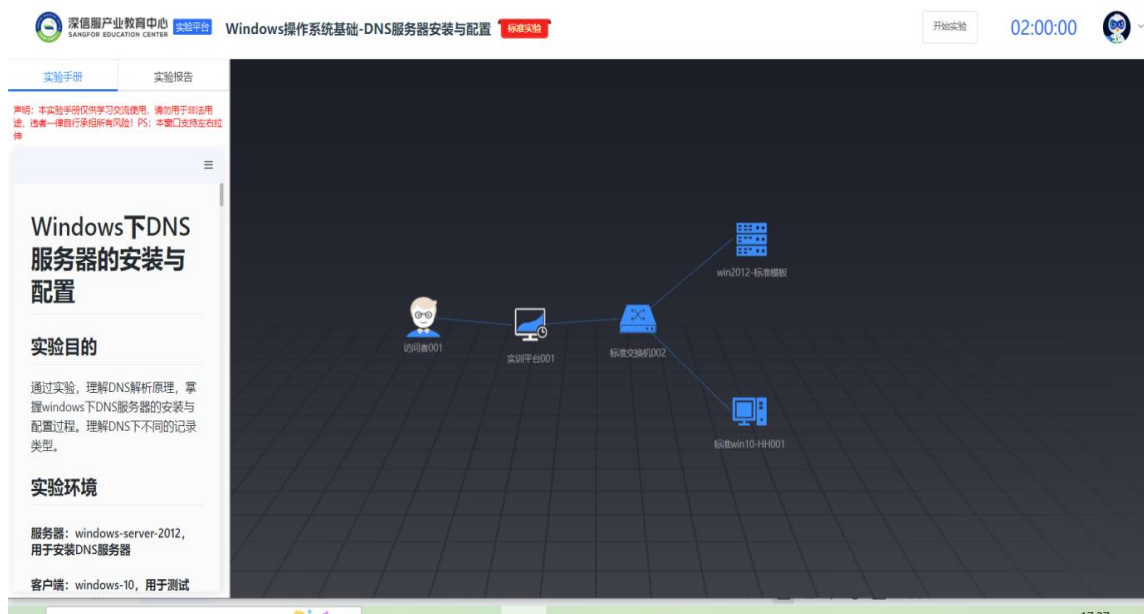 深信服产业教育中心
SANGFOR EDUCATION CENTER
实验平台
Windows操作系统基础-DNS服务器安装与配置
标准实验
开始实验
02:00:00
实验手册
实验报告
声明：本实验手册仅供学习交流使用，请勿用于非法用
途，违者一律自行承担所有风险！PS：本窗口支持左右拉
伸
Windows下DNS
服务器的安装与
配置
实验目的
通过实验，理解DNS解析原理，掌
握windows下DNS服务器的安装与
配置过程。理解DNS下不同的记录
类型。
实验环境
服务器：windows-server-2012，
用于安装DNS服务器
客户端：windows-10，用于测试
win2012-标准模板
访问者001
实训平台001
标准交换机002
标准win10-HH001